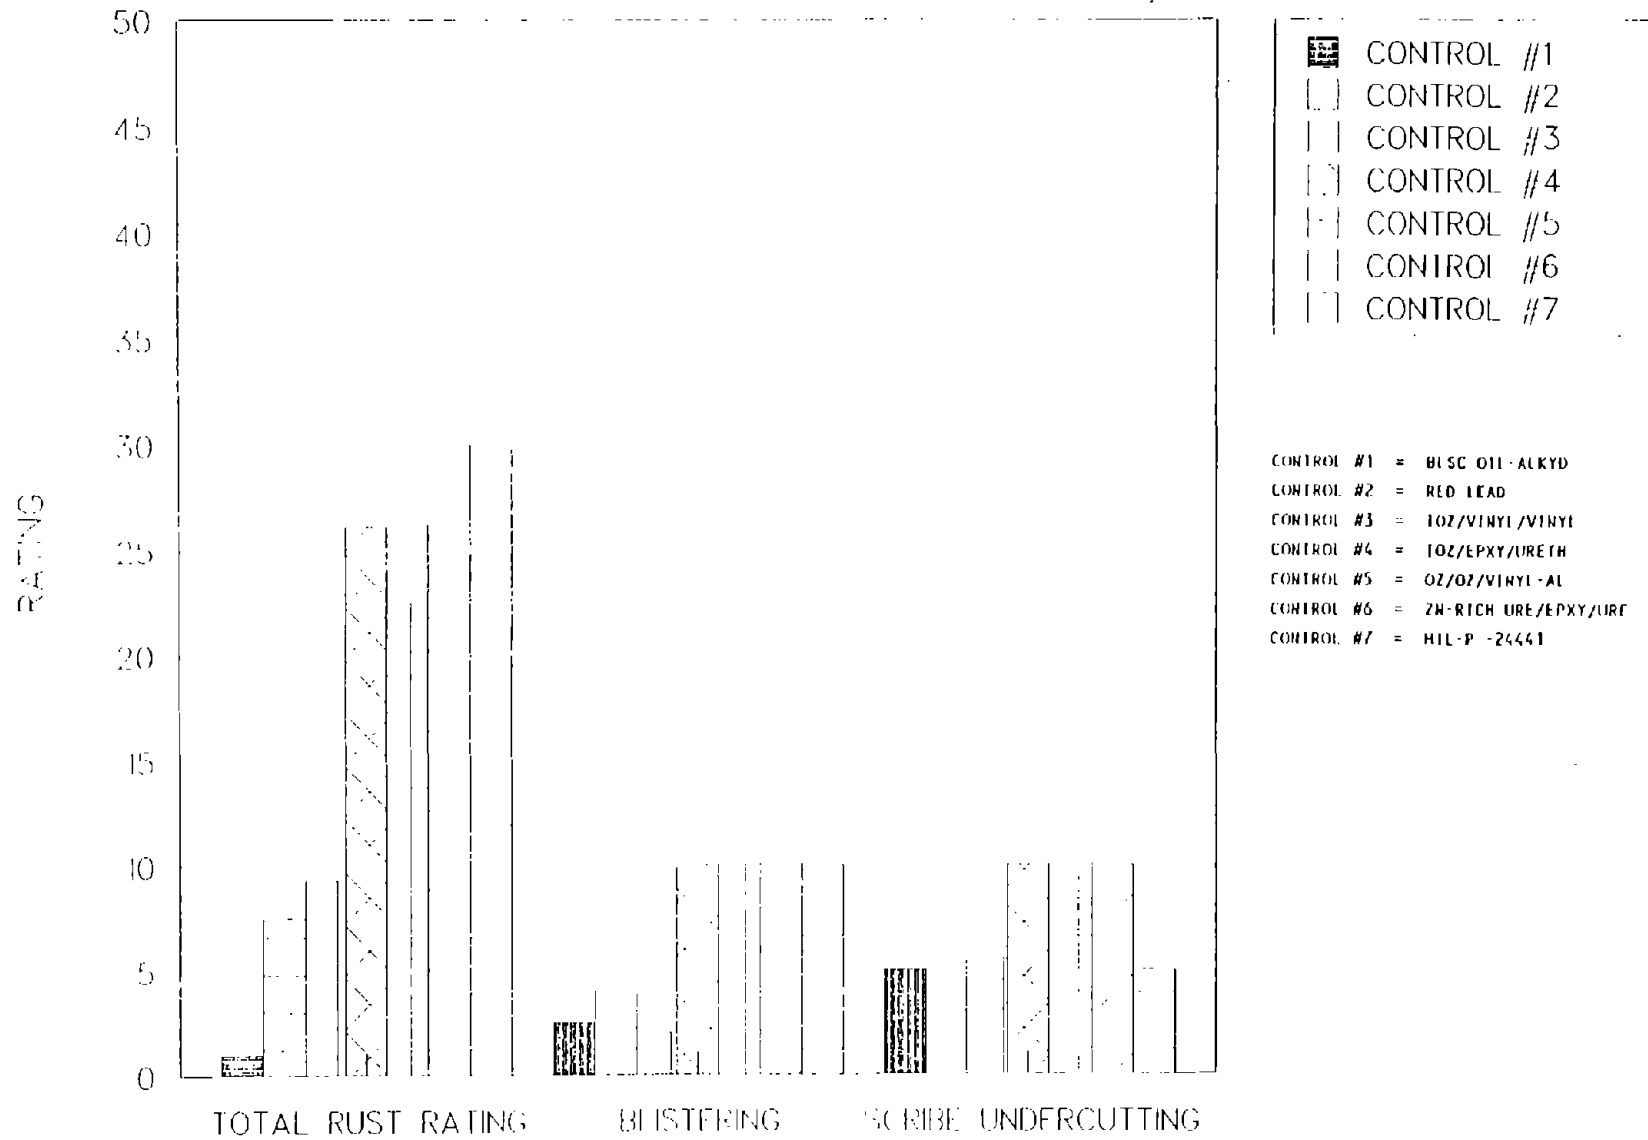 50
45
40
35
30
25
20
15
10
5
0
RATING
TOTAL RUST RATING
BLISTERING
SCRIBE UNDERCUTTING
CONTROL #1
CONTROL #2
CONTROL #3
CONTROL #4
CONTROL #5
CONTROL #6
CONTROL #7
CONTROL #1 = BLSC OIL-ALKYD
CONTROL #2 = RED LEAD
CONTROL #3 = IOZ/VINYL/VINYL
CONTROL #4 = IOZ/EPXY/URETH
CONTROL #5 = OZ/OZ/VINYL-AL
CONTROL #6 = ZN-RICH URE/EPXY/URE
CONTROL #7 = MIL-P -24441